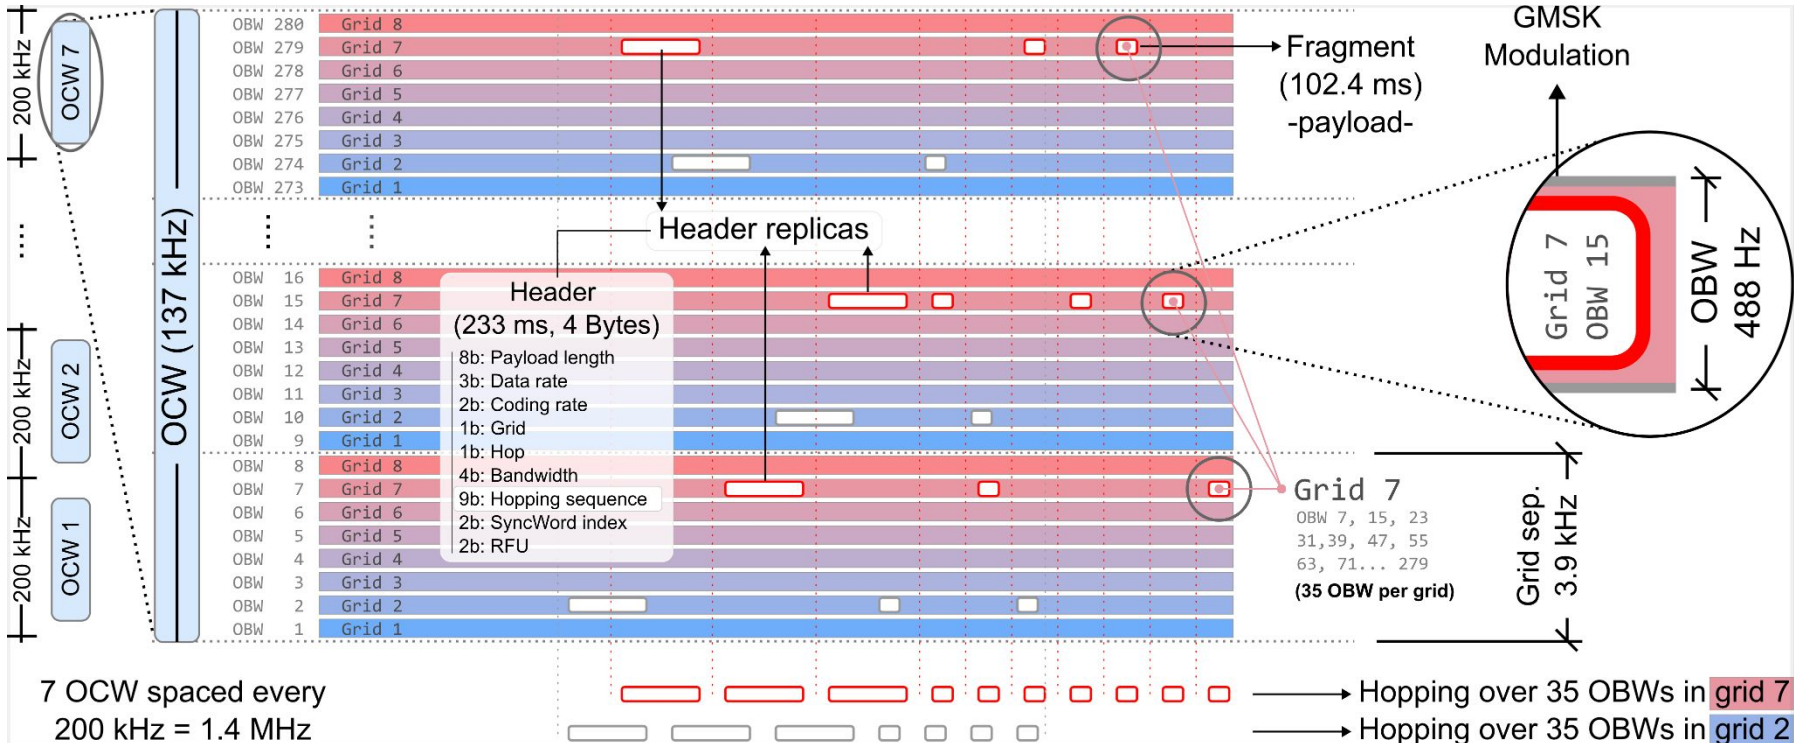 200 kHz
OCW 7
200 kHz
OCW2
200 kHz
OCW 1
OCW (137 kHz)
OBW 280 Grid 8
OBW 279 Grid 7
OBW 278 Grid 6
OBW 277 Grid 5
OBW 276 Grid 4
OBW 275 Grid 3
OBW 274 Grid 2
OBW 273 Grid 1
OBW 16 Grid 8
OBW 15 Grid 7
OBW 14 Grid 6
OBW 13 Grid 5
OBW 12 Grid 4
OBW 11 Grid 3
OBW 10 Grid 2
OBW 9 Grid 1
OBW 8 Grid 8
OBW 7 Grid 7
OBW 6 Grid 6
OBW 5 Grid 5
OBW 4 Grid 4
OBW 3 Grid 3
OBW 2 Grid 2
OBW 1 Grid 1
Header replicas
Header
(233 ms, 4 Bytes)
8b: Payload length
3b: Data rate
2b: Coding rate
1b: Grid
1b: Hop
4b: Bandwidth
9b: Hopping sequence
2b: SyncWord index
2b: RFU
Fragment
(102.4 ms)
-payload-
GMSK
Modulation
Grid 7
OBW 15
OBW
488 Hz
Grid 7
OBW 7, 15, 23
31,39, 47, 55
63, 71... 279
(35 OBW per grid)
Grid sep.
3.9 kHz
7 OCW spaced every
200 kHz = 1.4 MHz
Hopping over 35 OBWs in grid 7
Hopping over 35 OBWs in grid 2